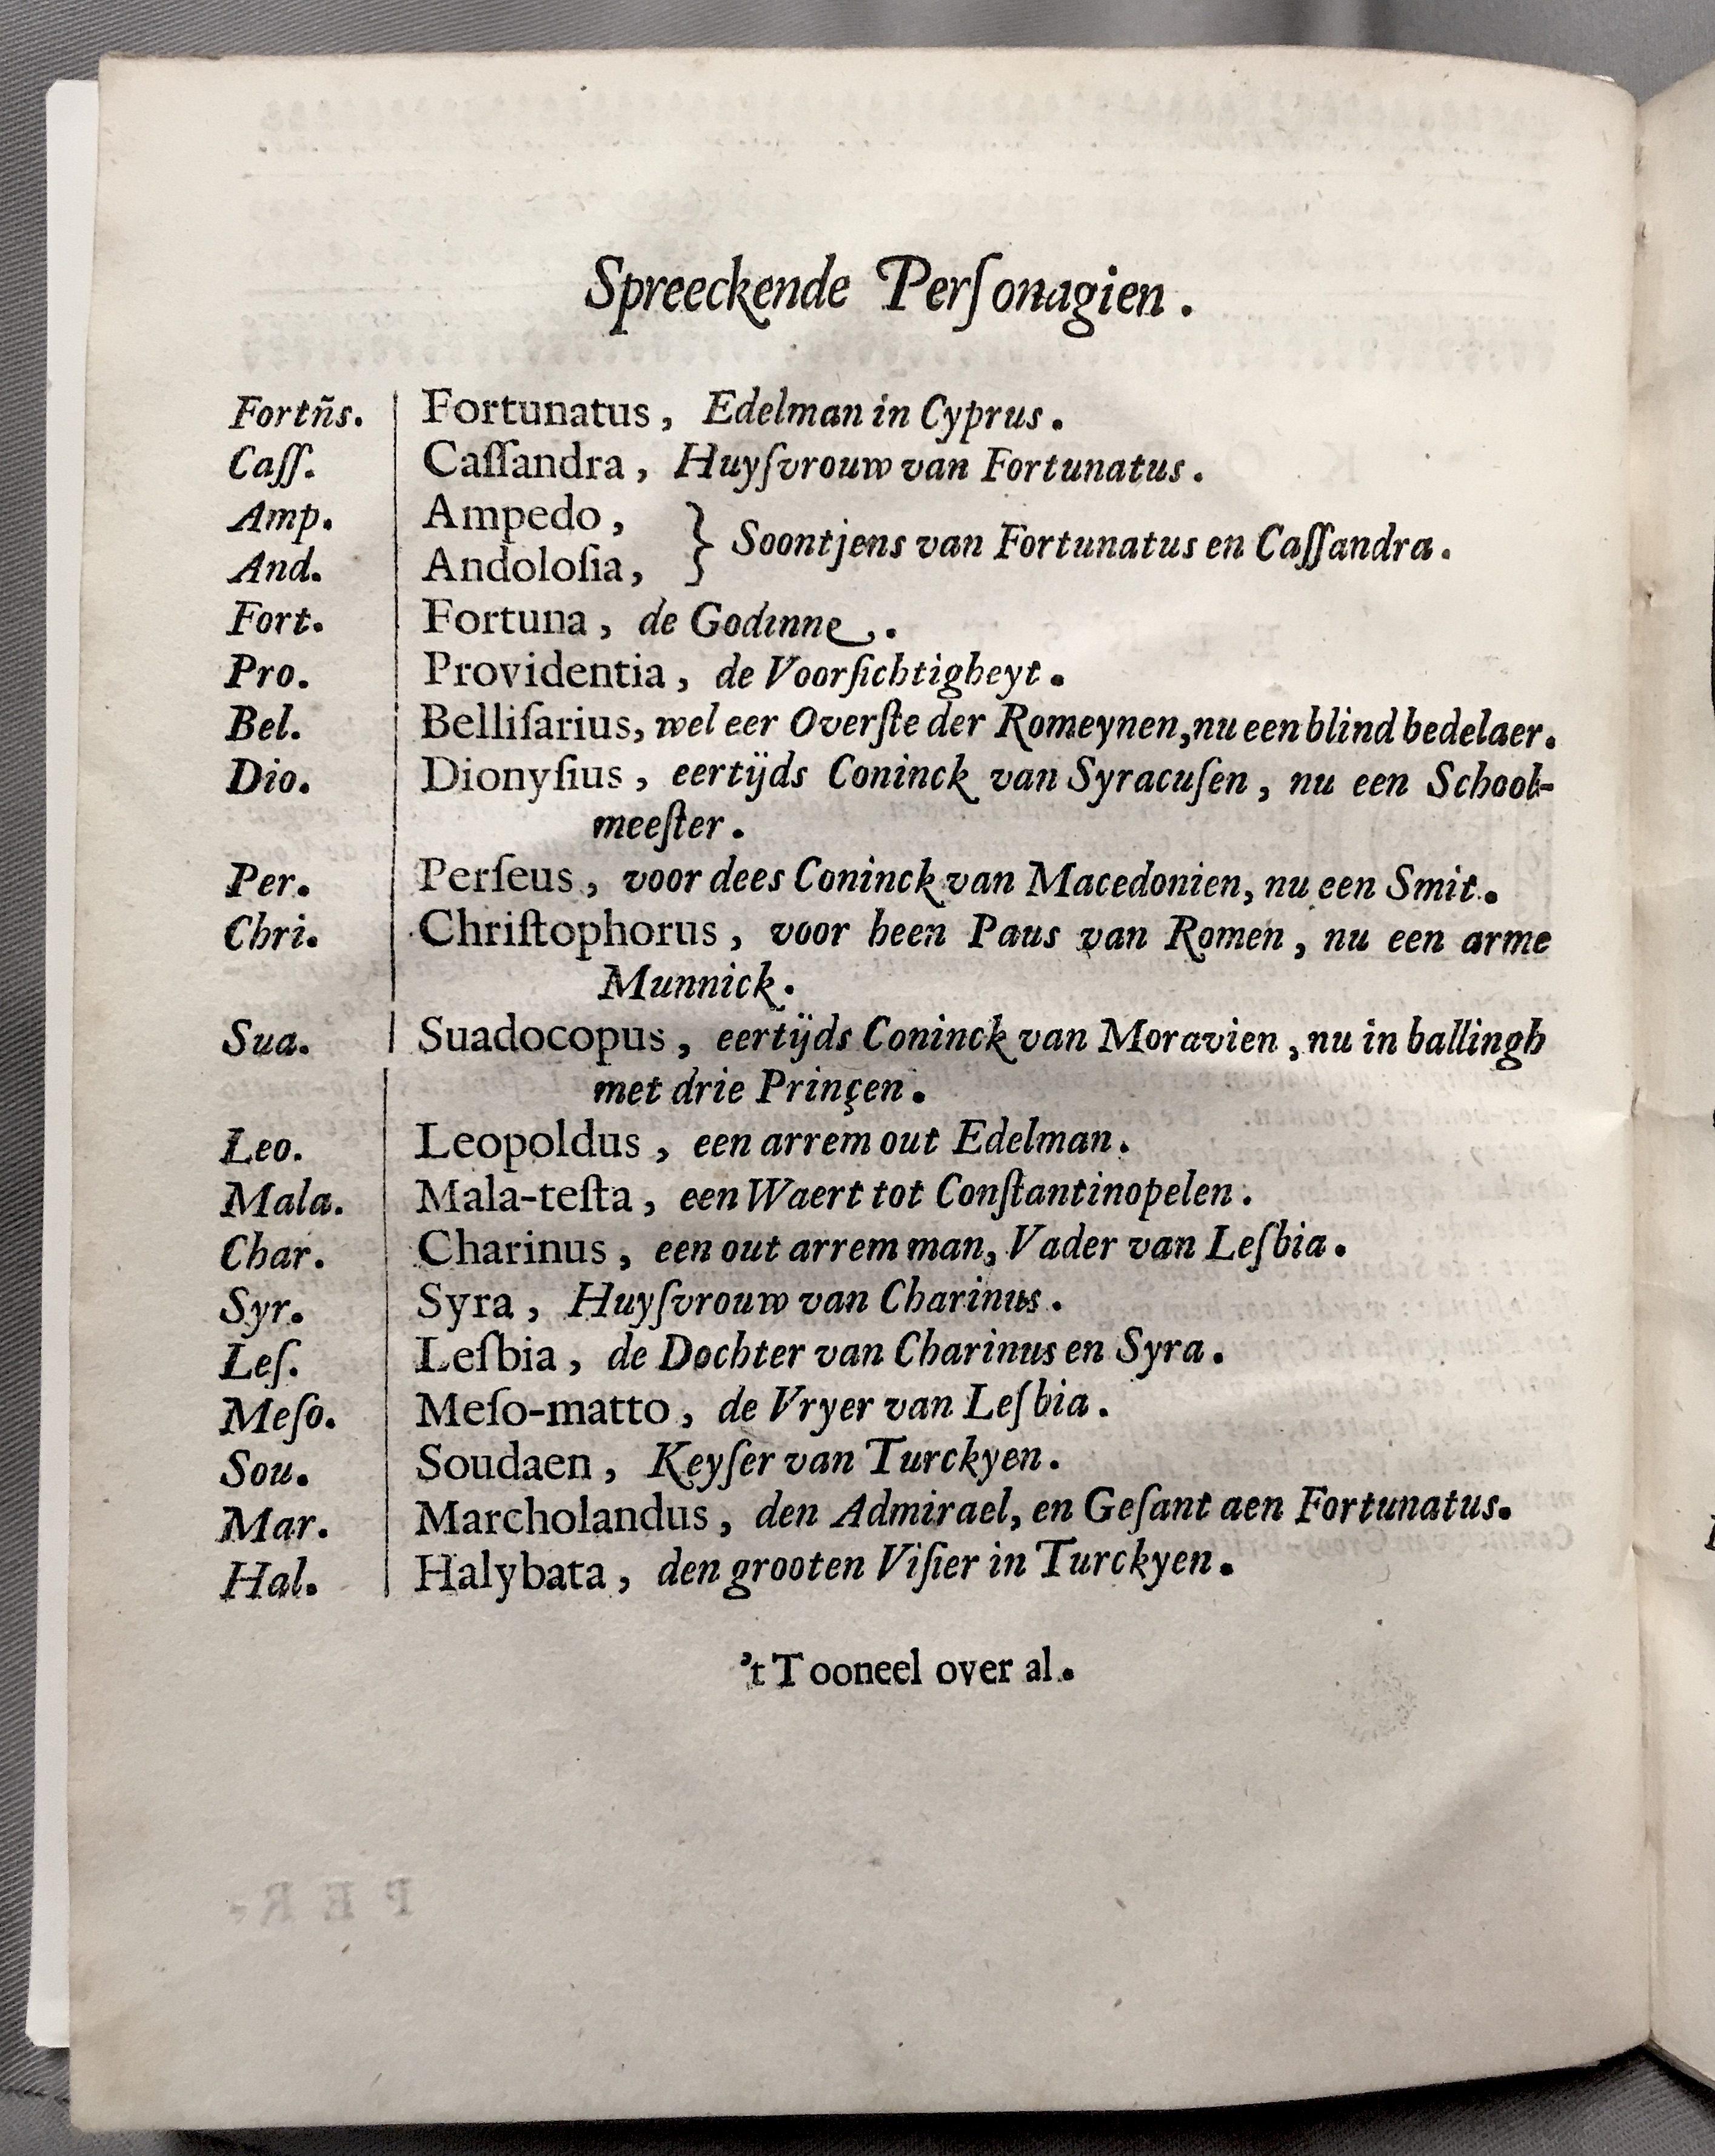 Spreeckende Perſonagien.
Fortñs. Fortunatus, Edelman in Cyprus.
Caſſ. Caſſandra, Huyſvrouw van Fortunatus.
Amp. Ampedo,
And. Andoloſia, } Soontjens van Fortunatus en Caſſandra.
Fort. Fortuna, de Godinne.
Pro. Providentia, de Voorſichtigheyt.
Bel. Belliſarius, wel eer Overſte der Romeynen, nu een blind bedelaer.
Dio. Dionyſius, eertijds Coninck van Syracuſen, nu een School-
meeſter.
Per. Perſeus, voor dees Coninck van Macedonien, nu een Smit.
Chri. Chriſtophorus, voor heen Paus van Romen, nu een arme
Munnick.
Sua. Suadocopus, eertijds Coninck van Moravien, nu in ballingh
met drie Prinçen.
Leo. Leopoldus, een arrem out Edelman.
Mala. Mala-teſta, een Waert tot Conſtantinopelen.
Char. Charinus, een out arrem man, Vader van Leſbia.
Syr. Syra, Huyſvrouw van Charinus.
Leſ. Leſbia, de Dochter van Charinus en Syra.
Meſo. Meſo-matto, de Vryer van Leſbia.
Sou. Soudaen, Keyſer van Turckyen.
Mar. Marcholandus, den Admirael, en Geſant aen Fortunatus.
Hal. Halybata, den grooten Viſier in Turckyen.
't Tooneel over al.